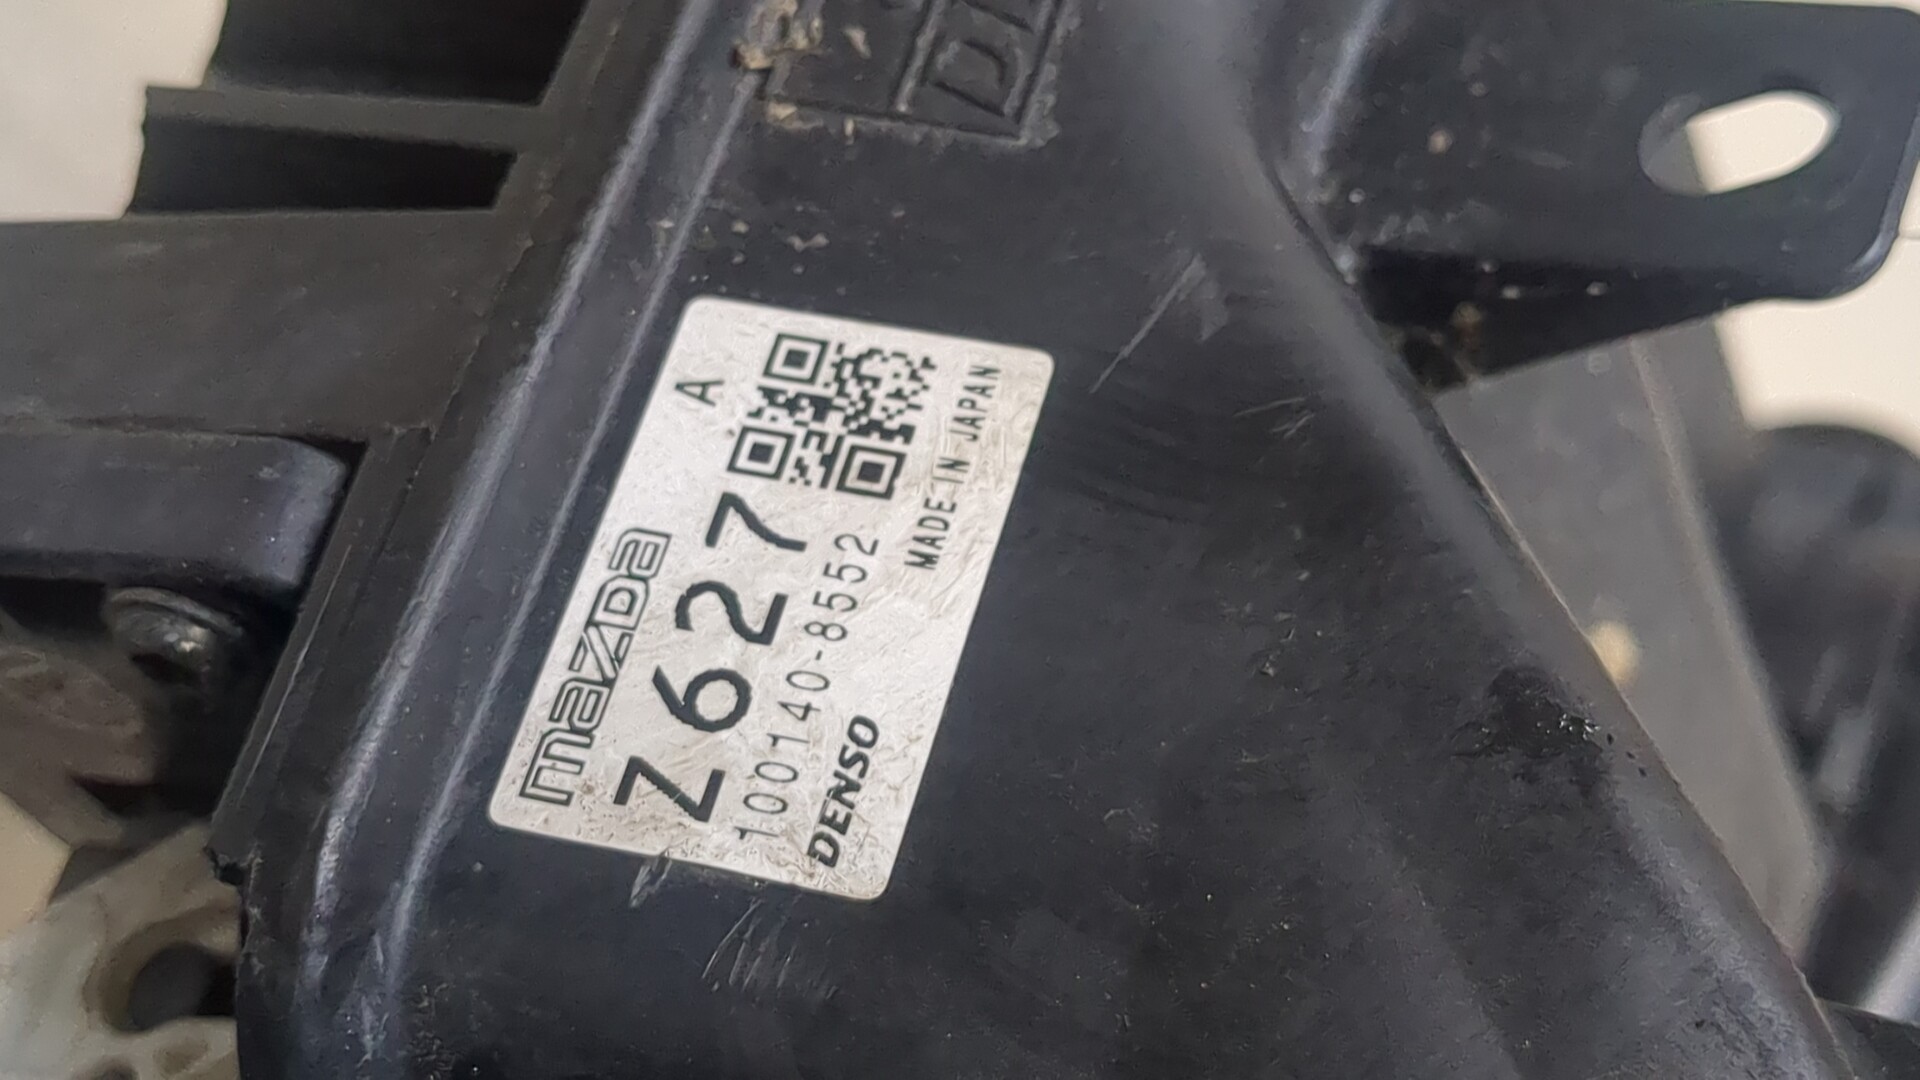 mazda
A
Z627
100140-8552
DENSO
MADE IN JAPAN